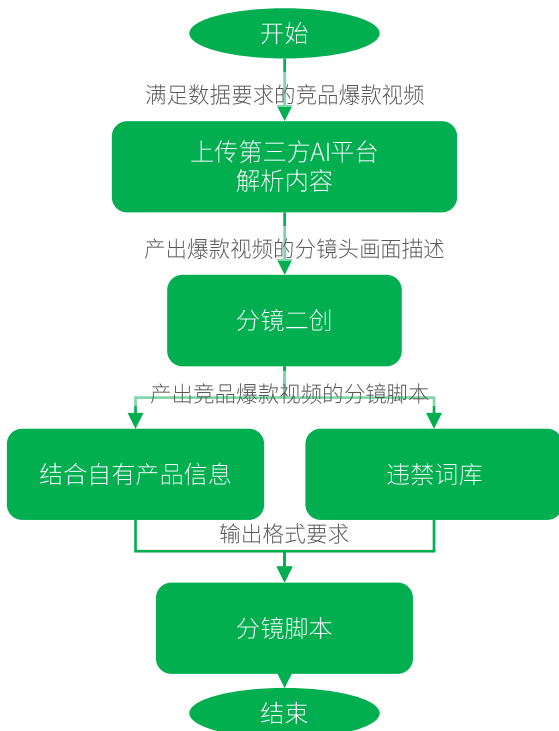 开始
满足数据要求的竞品爆款视频
上传第三方AI平台
解析内容
产出爆款视频的分镜头画面描述
分镜二创
产出竞品爆款视频的分镜脚本
结合自有产品信息
违禁词库
输出格式要求
分镜脚本
结束